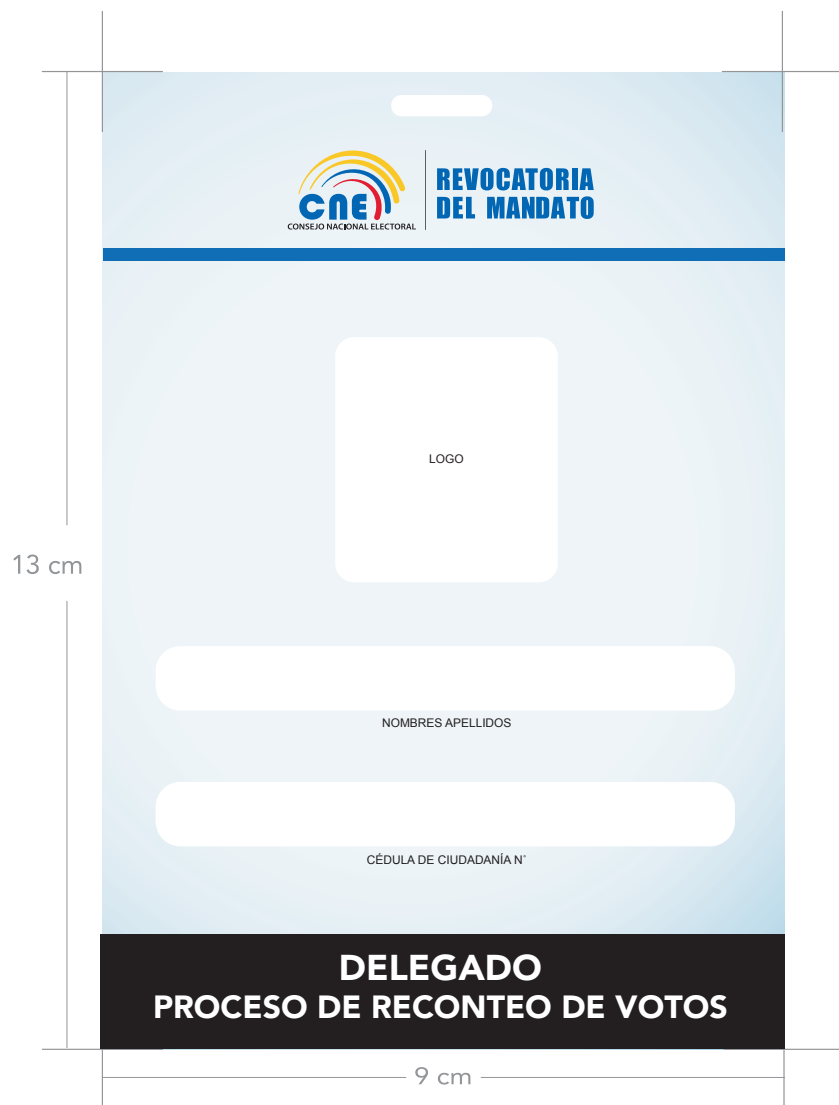 CNE
CONSEJO NACIONAL ELECTORAL
REVOCATORIA
DEL MANDATO
LOGO
13 cm
NOMBRES APELLIDOS
CÉDULA DE CIUDADANÍA N°
DELEGADO
PROCESO DE RECONTEO DE VOTOS
9 cm